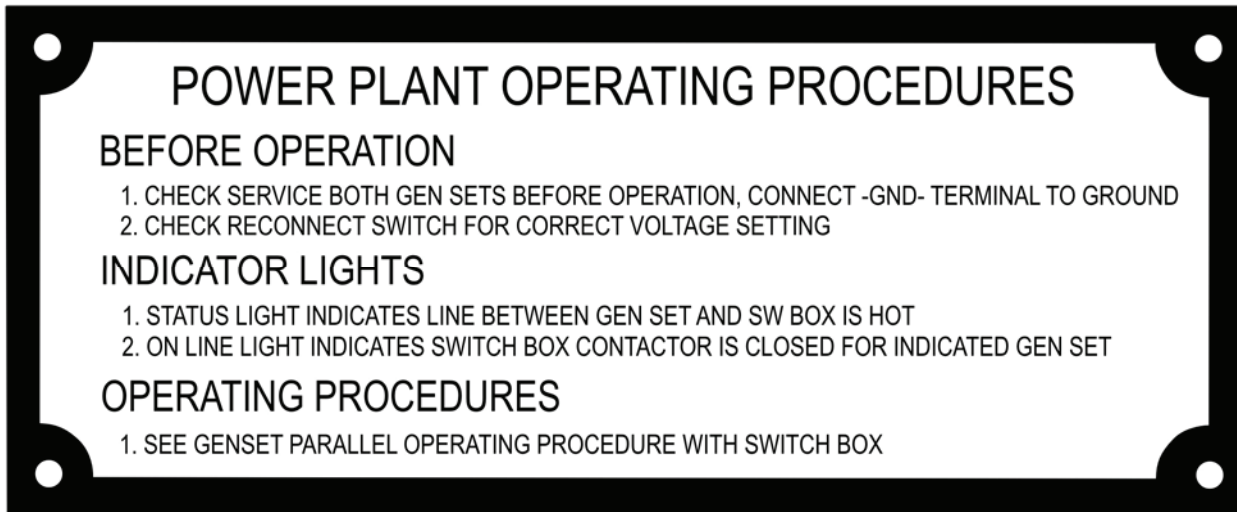 POWER PLANT OPERATING PROCEDURES
BEFORE OPERATION
1. CHECK SERVICE BOTH GEN SETS BEFORE OPERATION, CONNECT -GND- TERMINAL TO GROUND
2. CHECK RECONNECT SWITCH FOR CORRECT VOLTAGE SETTING
INDICATOR LIGHTS
1. STATUS LIGHT INDICATES LINE BETWEEN GEN SET AND SW BOX IS HOT
2. ON LINE LIGHT INDICATES SWITCH BOX CONTACTOR IS CLOSED FOR INDICATED GEN SET
OPERATING PROCEDURES
1. SEE GENSET PARALLEL OPERATING PROCEDURE WITH SWITCH BOX